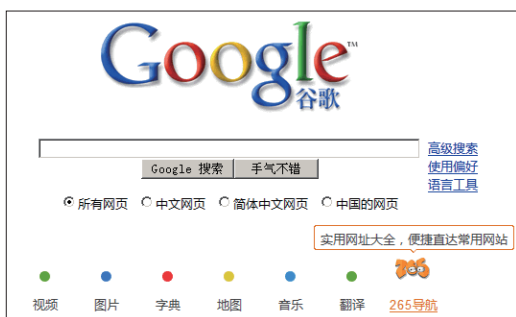 Google™
谷歌
高级搜索
Google 搜索 手气不错
使用偏好
语言工具
所有网页 中文网页 简体中文网页 中国的网页
实用网址大全，便捷直达常用网站
265
视频 图片 字典 地图 音乐 翻译 265导航